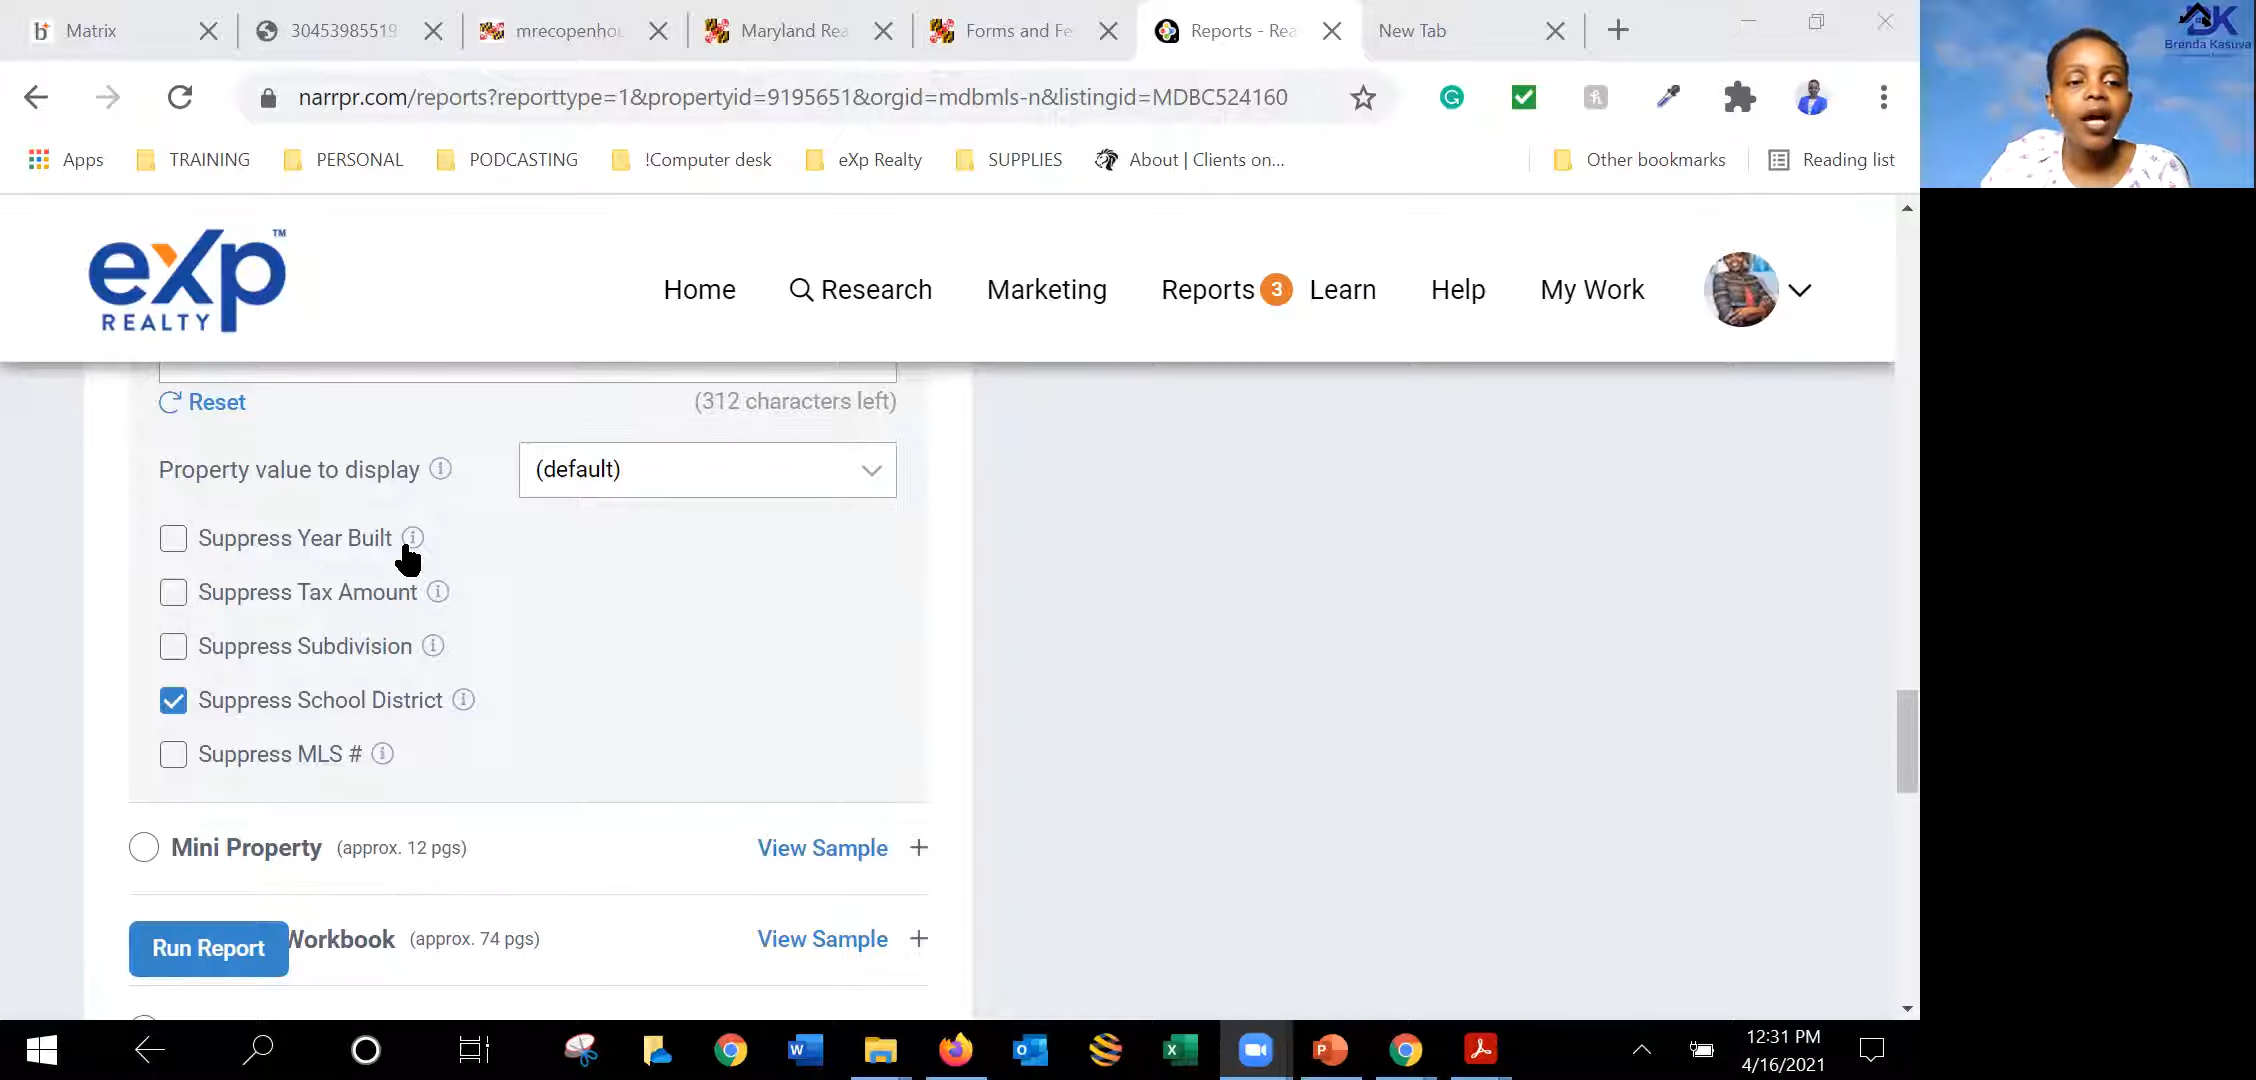 Matrix
30453985519
mrecopenhou
Maryland Rea
Forms and Fe
Reports - Rea
New Tab
narrpr.com/reports?reporttype=1&propertyid=9195651&orgid=mdbmls-n&listingid=MDBC524160
Apps
TRAINING
PERSONAL
PODCASTING
!Computer desk
eXp Realty
SUPPLIES
About | Clients on...
Other bookmarks
Reading list
BK
Brenda Kasuva
eXp
REALTY
TM
Home
Research
Marketing
Reports 3
Learn
Help
My Work
Reset
(312 characters left)
Property value to display
(default)
Suppress Year Built
Suppress Tax Amount
Suppress Subdivision
Suppress School District
Suppress MLS #
Mini Property (approx. 12 pgs)
View Sample +
Run Report
Workbook (approx. 74 pgs)
View Sample +
12:31 PM
4/16/2021